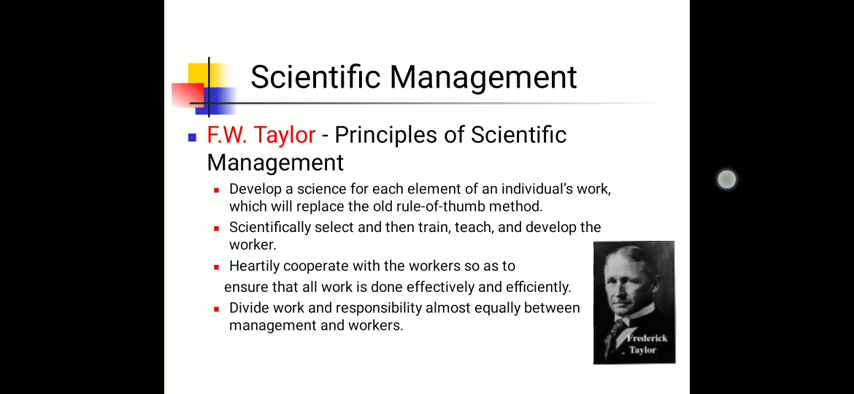 Scientific Management
F.W. Taylor - Principles of Scientific
Management
Develop a science for each element of an individual's work,
which will replace the old rule-of-thumb method.
Scientifically select and then train, teach, and develop the
worker.
Heartily cooperate with the workers so as to
ensure that all work is done effectively and efficiently.
Divide work and responsibility almost equally between
management and workers.
Frederick
Taylor